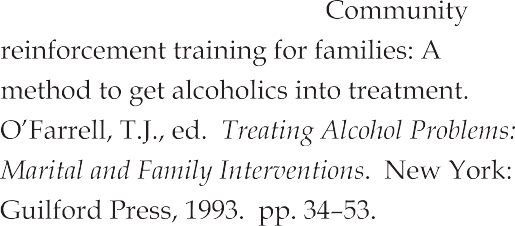 Community
reinforcement training for families: A
method to get alcoholics into treatment.
O’Farrell, T.J., ed.  Treating Alcohol Problems:
Marital and Family Interventions.  New York:
Guilford Press, 1993.  pp. 34–53.